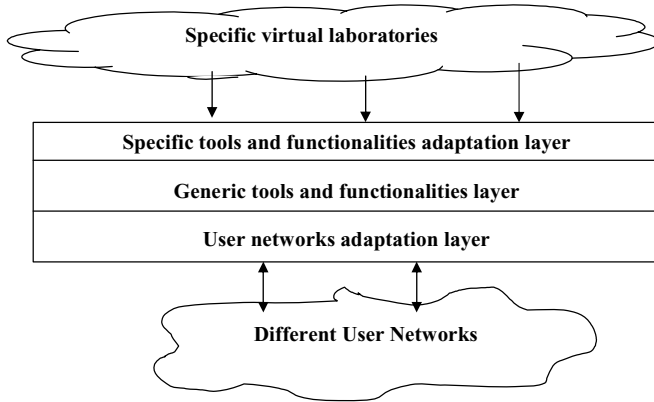 Specific virtual laboratories
Specific tools and functionalities adaptation layer
Generic tools and functionalities layer
User networks adaptation layer
Different User Networks